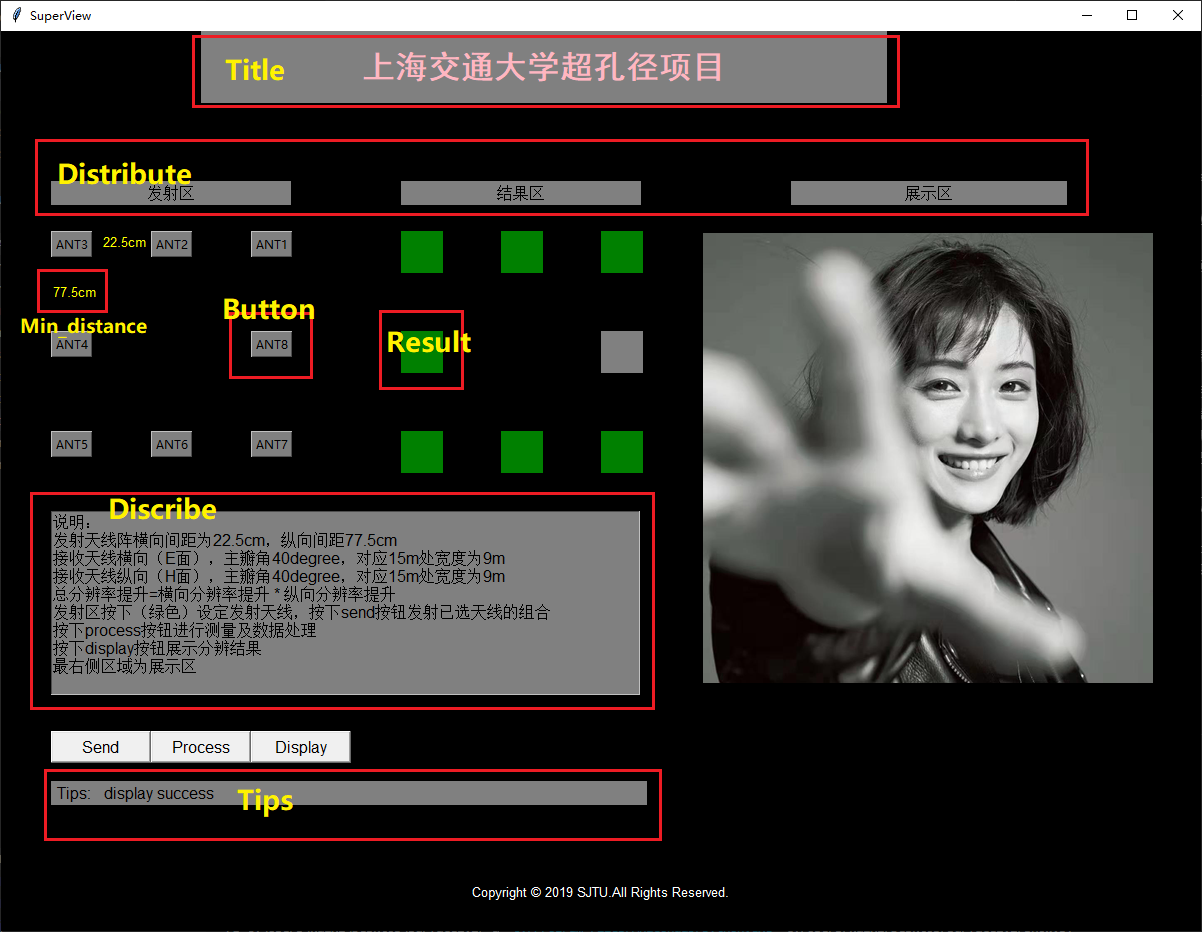 SuperView
Title
上海交通大学超孔径项目
Distribute
发射区
结果区
展示区
ANT3
22.5cm
ANT2
ANT1
77.5cm
Min_distance
Button
ANT4
ANT8
Result
ANT5
ANT6
ANT7
Discribe
说明：
发射天线阵横向间距为22.5cm，纵向间距77.5cm
接收天线横向（E面），主瓣角40degree，对应15m处宽度为9m
接收天线纵向（H面），主瓣角40degree，对应15m处宽度为9m
总分辨率提升=横向分辨率提升 * 纵向分辨率提升
发射区按下（绿色）设定发射天线，按下send按钮发射已选天线的组合
按下process按钮进行测量及数据处理
按下display按钮展示分辨结果
最右侧区域为展示区
Send
Process
Display
Tips: display success
Tips
Copyright © 2019 SJTU.All Rights Reserved.